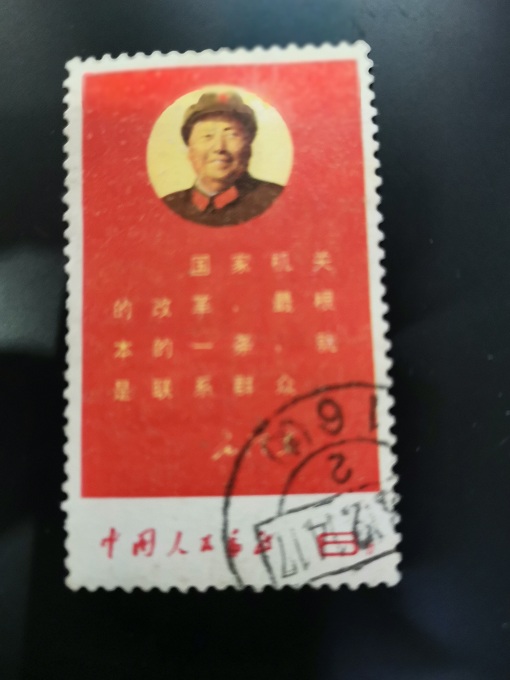 国家机关
的改革，最根
本的一条，就
是联系群众
中国人民邮政 8分